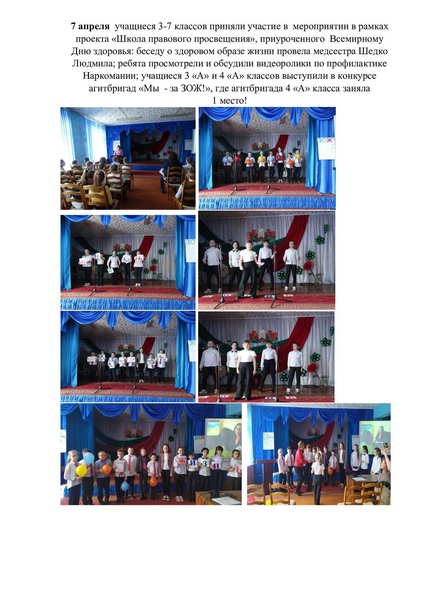 7 апреля учащиеся 3-7 классов приняли участие в мероприятии в рамках
проекта «Школа правового просвещения», приуроченного Всемирному
Дню здоровья: беседу о здоровом образе жизни провела медсестра Шедко
Людмила; ребята просмотрели и обсудили видеоролики по профилактике
Наркомании; учащиеся 3 «А» и 4 «А» классов выступили в конкурсе
агитбригад «Мы - за ЗОЖ!», где агитбригада 4 «А» класса заняла
1 место!